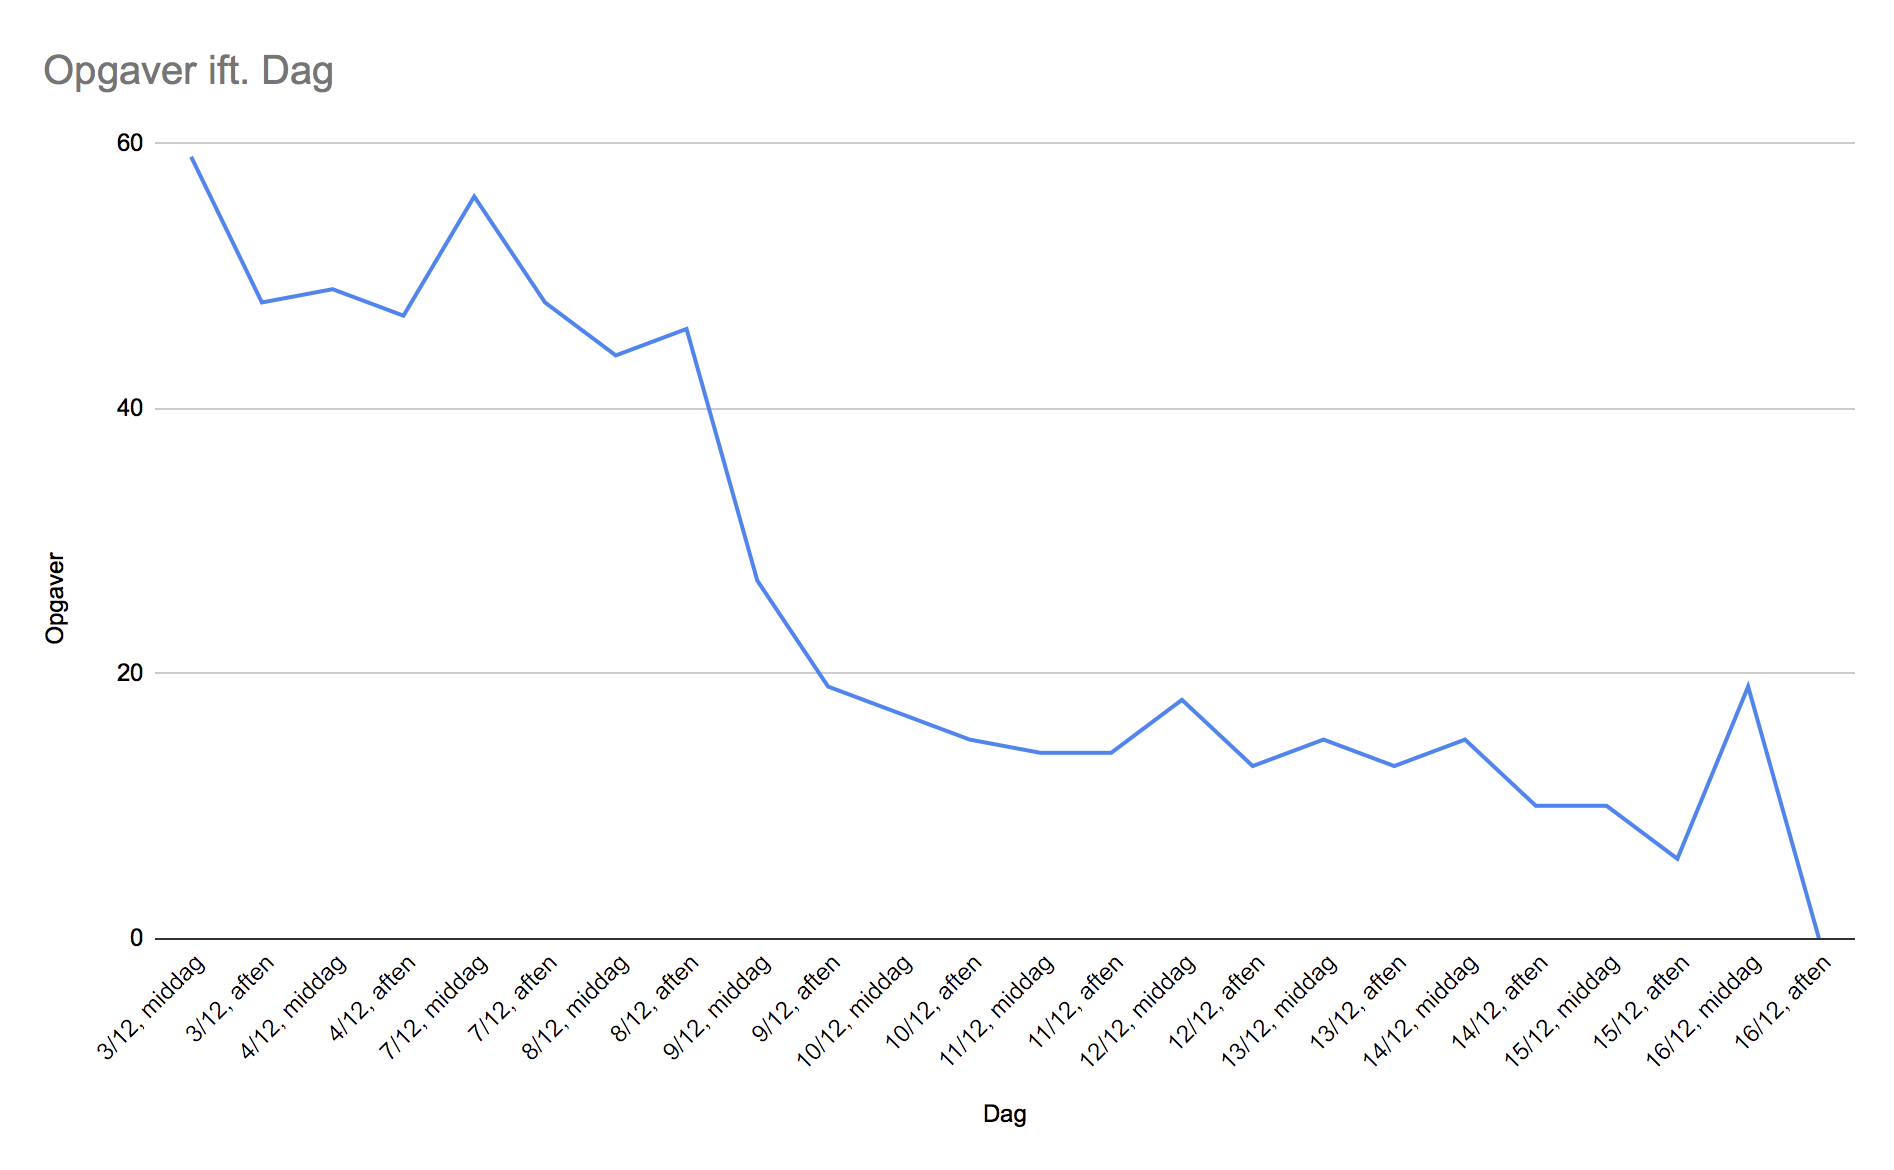 Opgaver ift. Dag
60
40
20
0
Opgaver
3/12, middag
3/12, aften
4/12, middag
4/12, aften
7/12, middag
7/12, aften
8/12, middag
8/12, aften
9/12, middag
9/12, aften
10/12, middag
10/12, aften
11/12, middag
11/12, aften
12/12, middag
12/12, aften
13/12, middag
13/12, aften
14/12, middag
14/12, aften
15/12, middag
15/12, aften
16/12, middag
16/12, aften
Dag